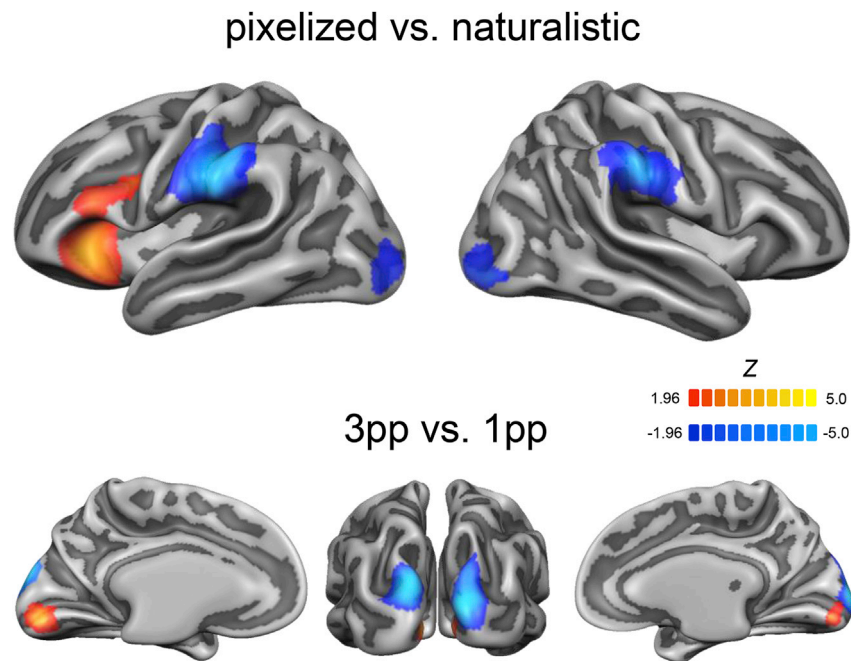 pixelized vs. naturalistic
Z
1.96 5.0
-1.96 -5.0
3pp vs. 1pp